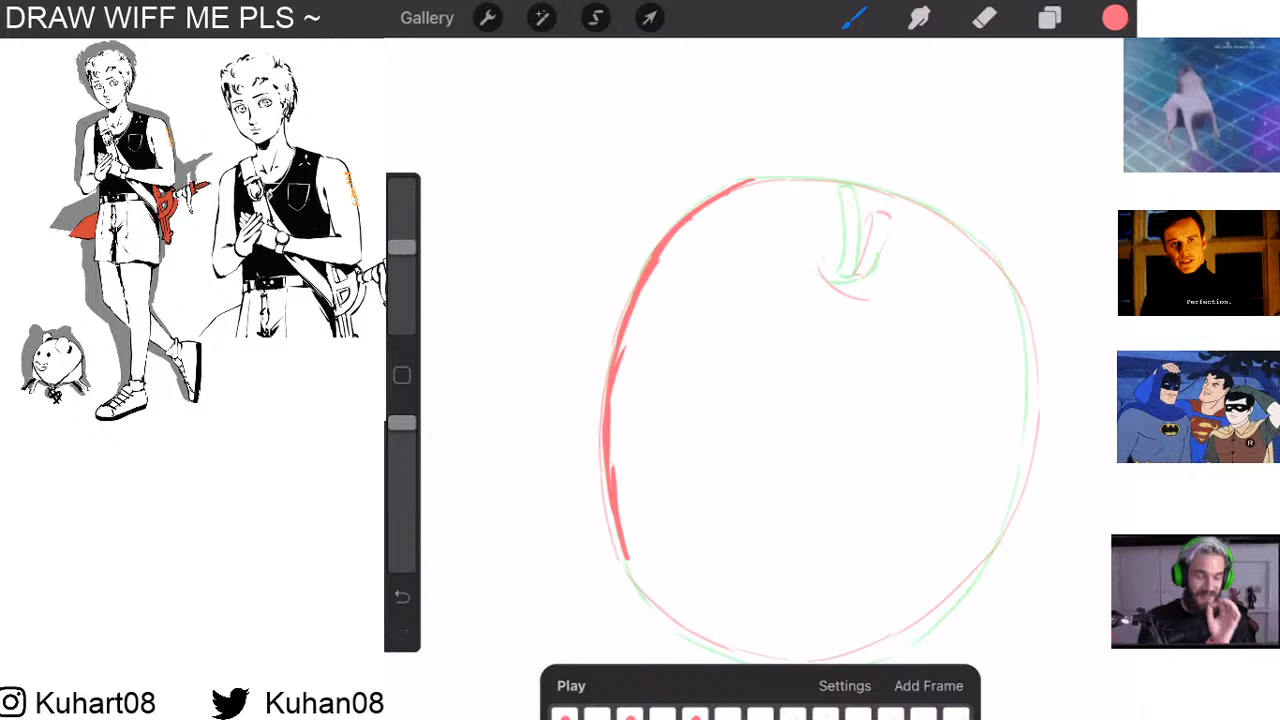 DRAW WIFF ME PLS ~
Gallery
Perfection.
Play
Settings
Add Frame
Kuhart08
Kuhan08